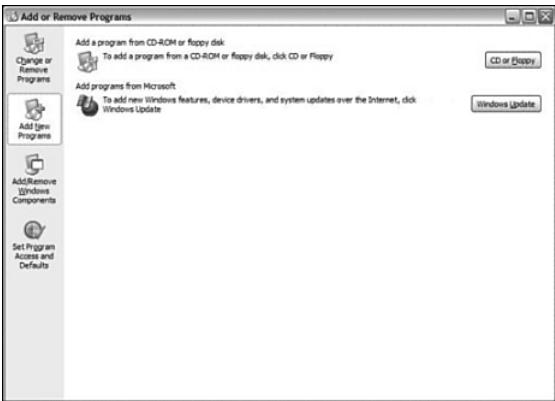 Add or Remove Programs
Change or
Remove
Programs
Add New
Programs
Add/Remove
Windows
Components
Set Program
Access and
Defaults
Add a program from CD-ROM or floppy disk
To add a program from a CD-ROM or floppy disk, click CD or Floppy
CD or Floppy
Add programs from Microsoft
To add new Windows features, device drivers, and system updates over the Internet, click
Windows Update
Windows Update